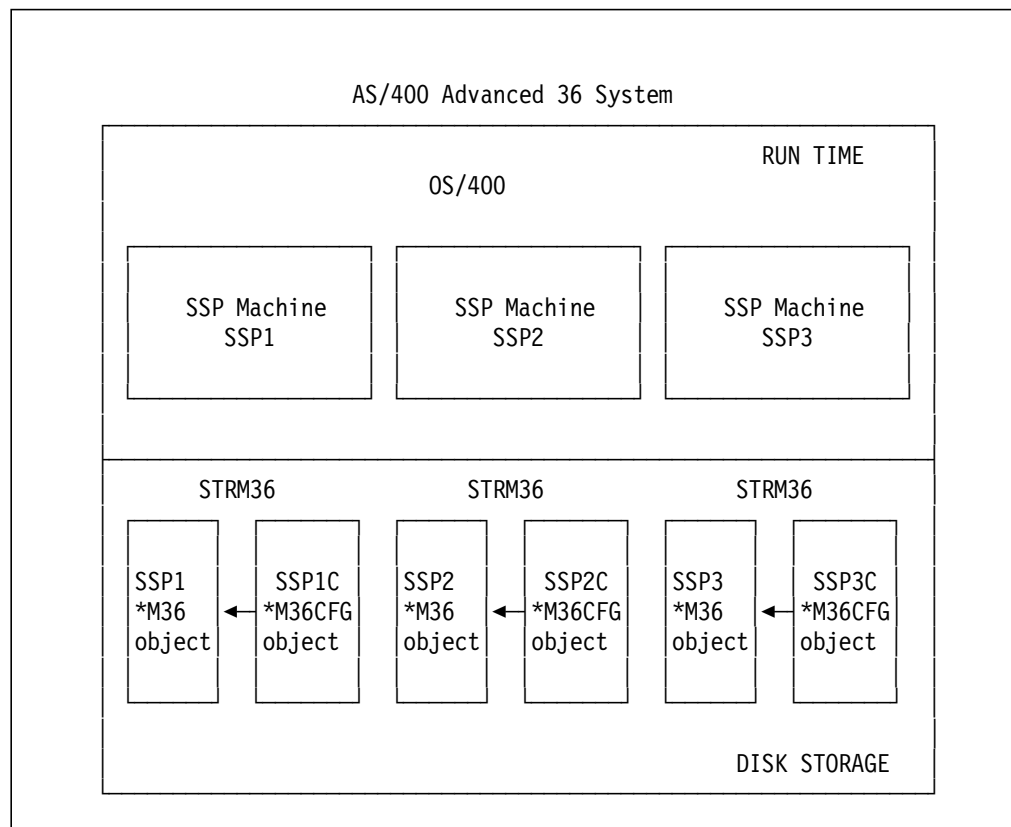 AS/400 Advanced 36 System
RUN TIME
OS/400
SSP Machine SSP Machine SSP Machine
SSP1 SSP2 SSP3
STRM36 STRM36 STRM36
SSP1 SSP1C SSP2 SSP2C SSP3 SSP3C
*M36 *M36CFG *M36 *M36CFG *M36 *M36CFG
object object object object object object
DISK STORAGE